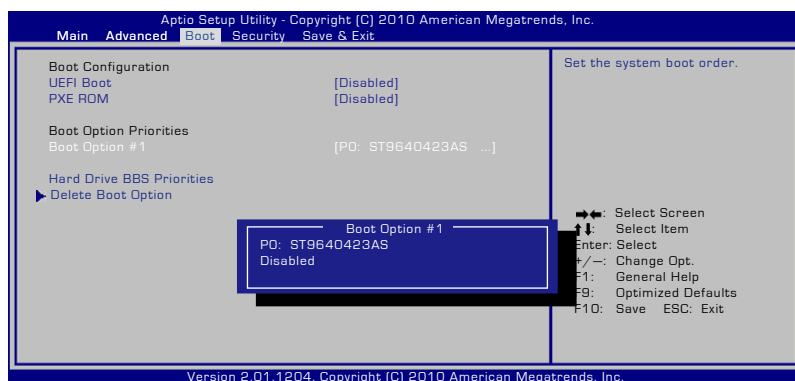 Aptio Setup Utility - Copyright (C) 2010 American Megatrends, Inc.
Main Advanced Boot Security Save & Exit
Boot Configuration
UEFI Boot [Disabled]
PXE ROM [Disabled]
Boot Option Priorities
Boot Option #1 [P0: ST9640423AS ...]
Hard Drive BBS Priorities
Delete Boot Option
Boot Option #1
P0: ST9640423AS
Disabled
Set the system boot order.
: Select Screen
: Select Item
Enter: Select
+/—: Change Opt.
F1: General Help
F9: Optimized Defaults
F10: Save ESC: Exit
Version 2.01.1204. Copyright (C) 2010 American Megatrends, Inc.